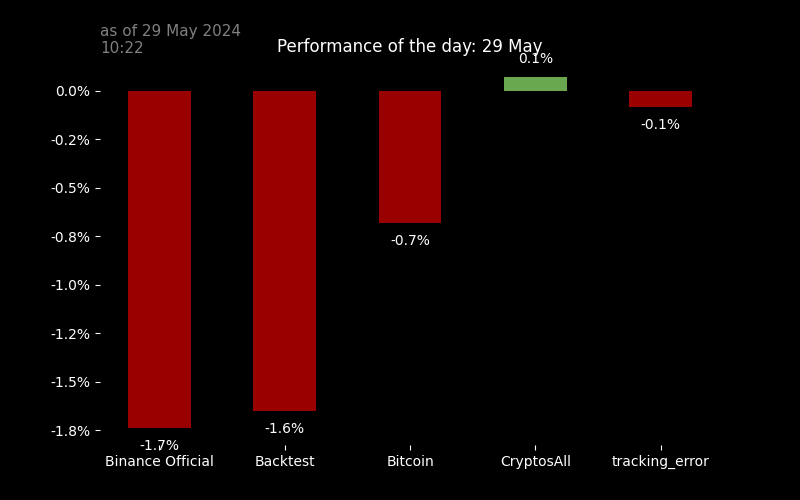 as of 29 May 2024
10:22
Performance of the day: 29 May
0.1%
0.0%
-0.1%
-0.2%
-0.5%
-0.8%
-0.7%
-1.0%
-1.2%
-1.5%
-1.6%
-1.8%
-1.7%
Binance Official
Backtest
Bitcoin
CryptosAll
tracking_error